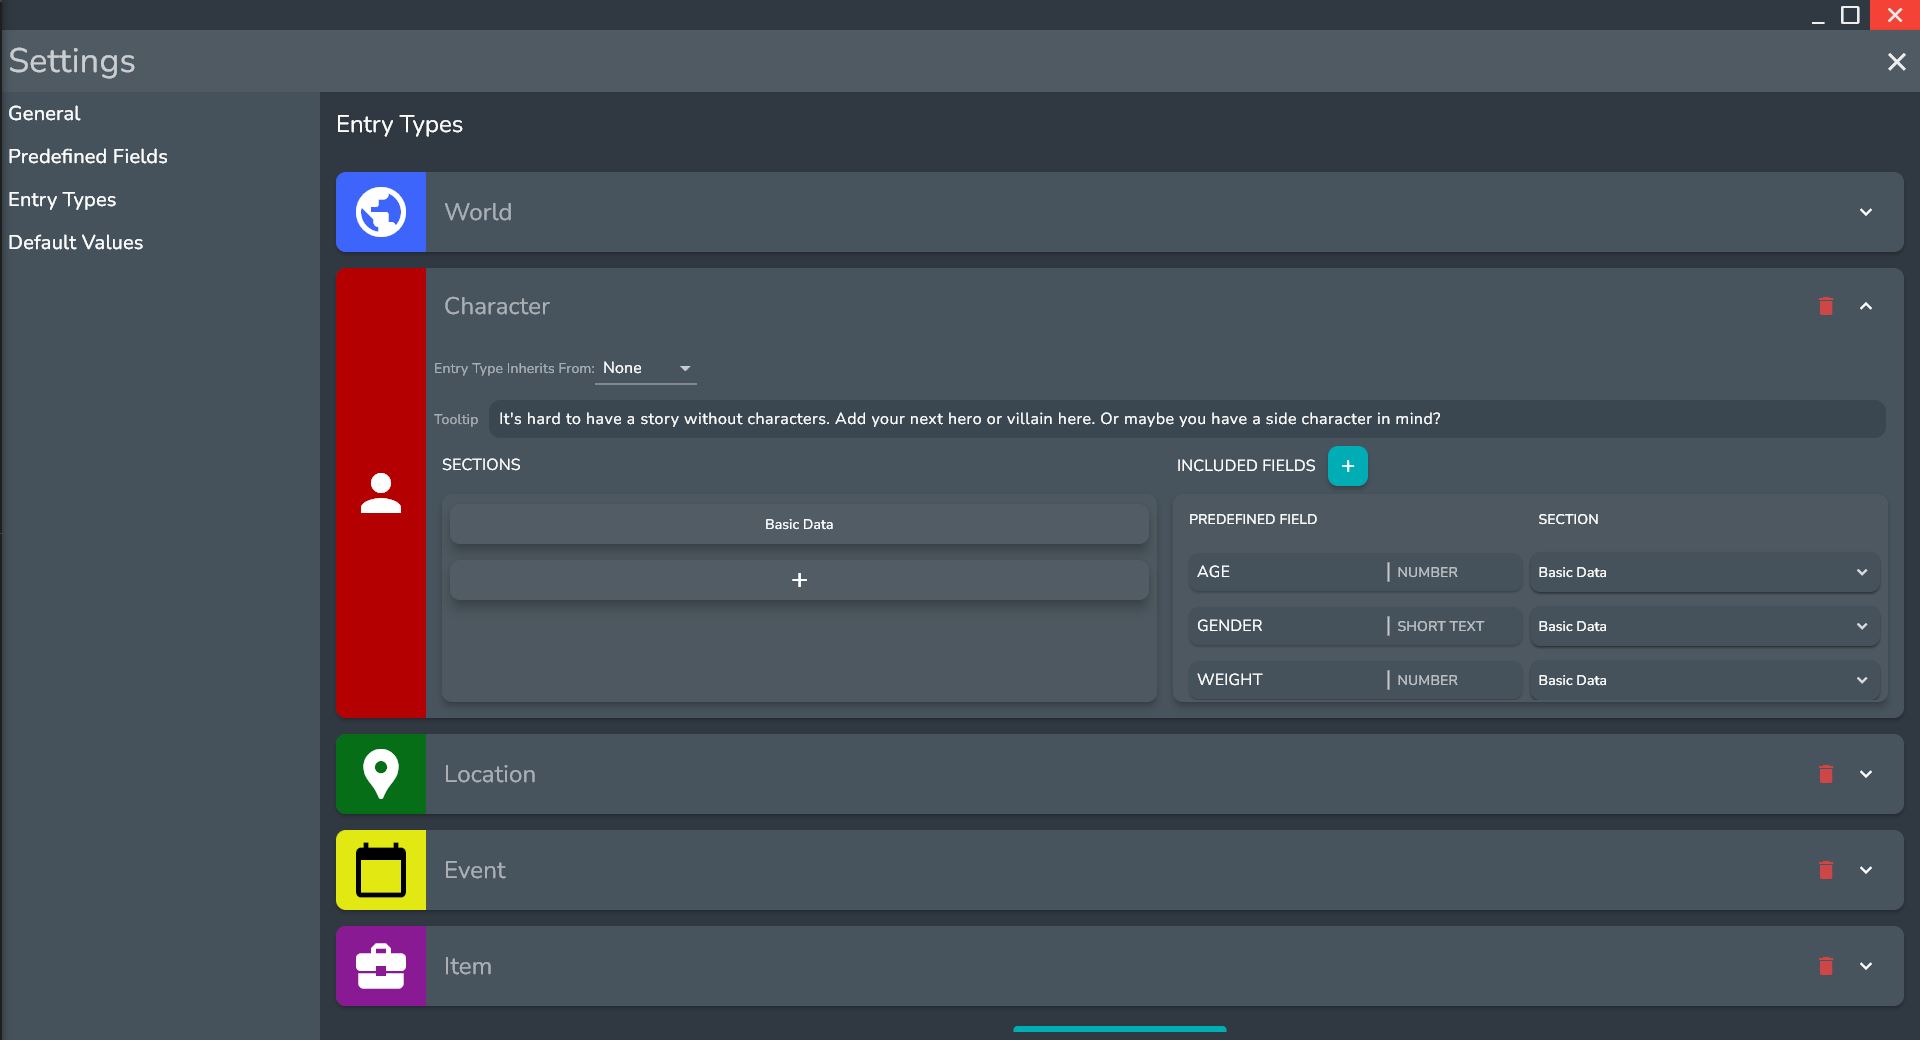 Settings
General
Predefined Fields
Entry Types
Default Values
Entry Types
World
Character
Entry Type Inherits From: None
Tooltip It's hard to have a story without characters. Add your next hero or villain here. Or maybe you have a side character in mind?
SECTIONS
Basic Data
+
INCLUDED FIELDS +
PREDEFINED FIELD SECTION
AGE | NUMBER Basic Data
GENDER | SHORT TEXT Basic Data
WEIGHT | NUMBER Basic Data
Location
Event
Item